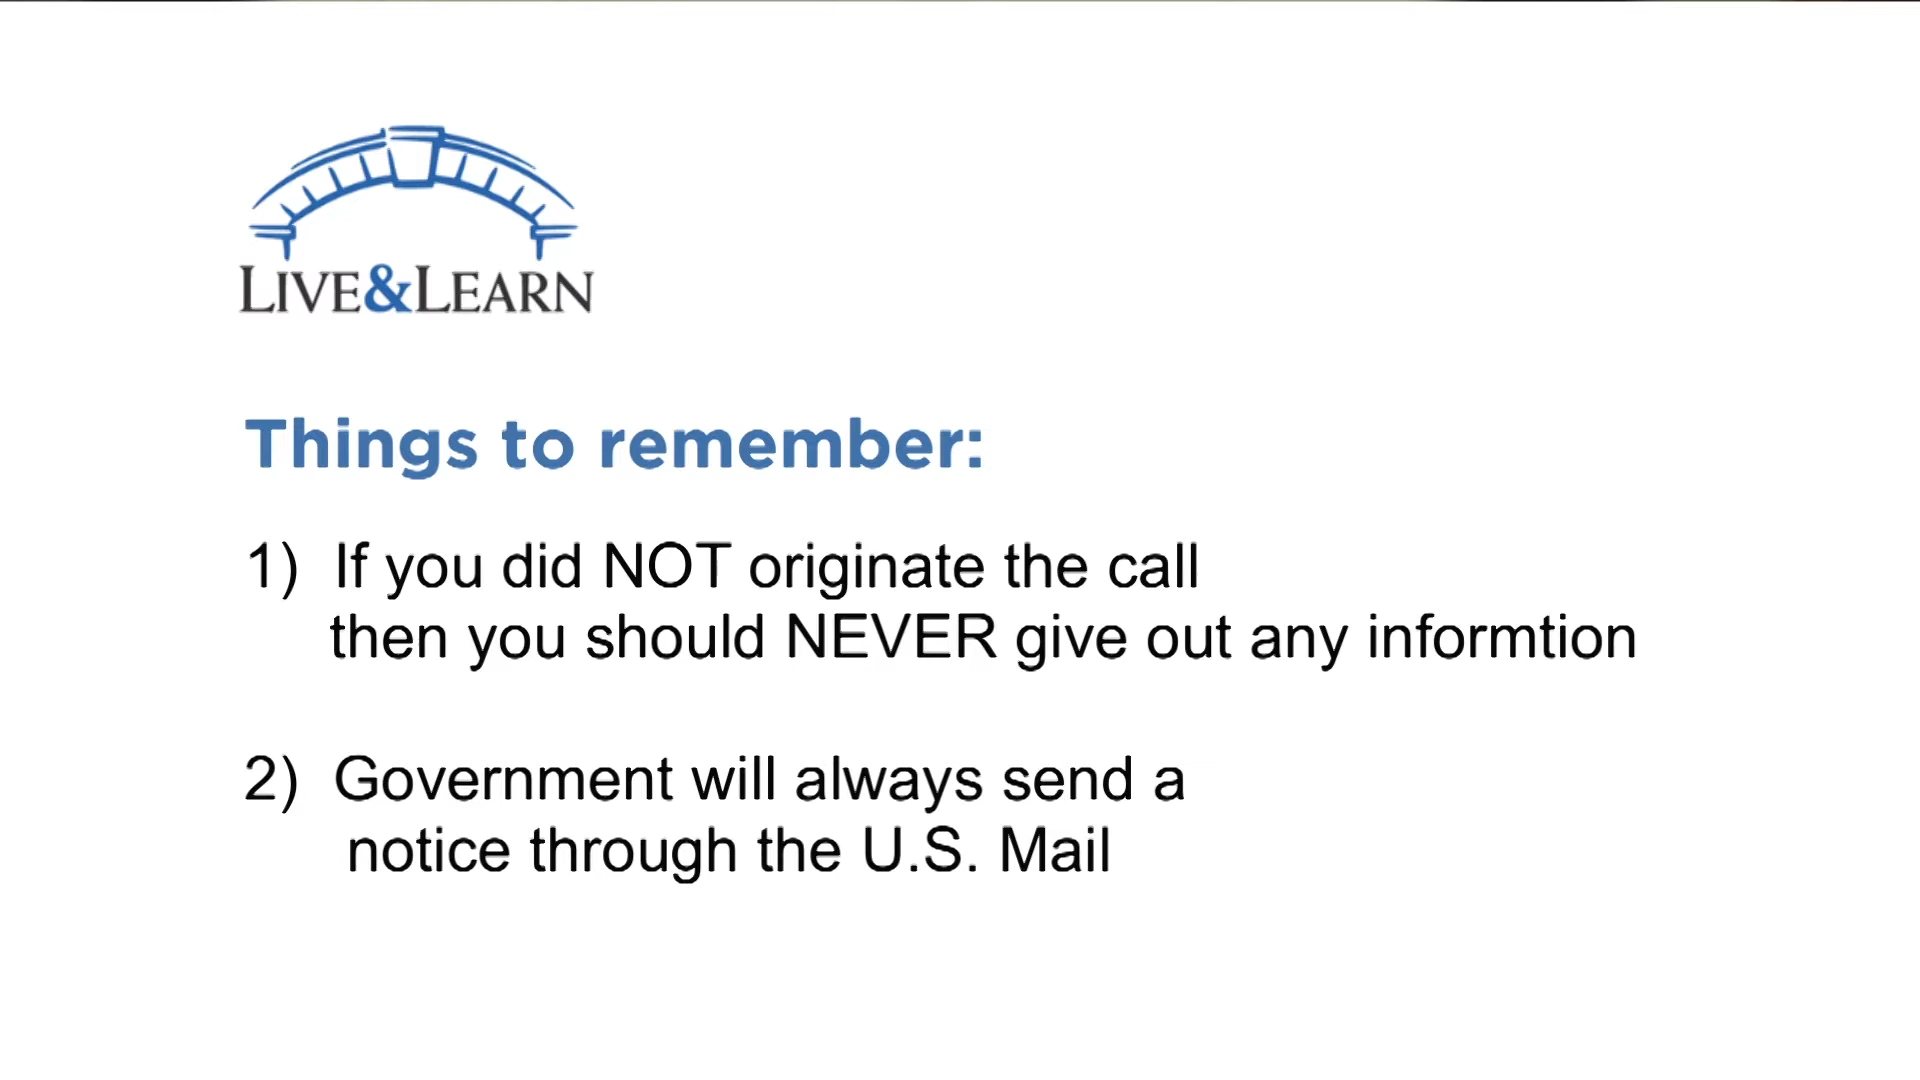 LIVE&LEARN
Things to remember:
1) If you did NOT originate the call
then you should NEVER give out any informtion
2) Government will always send a
notice through the U.S. Mail